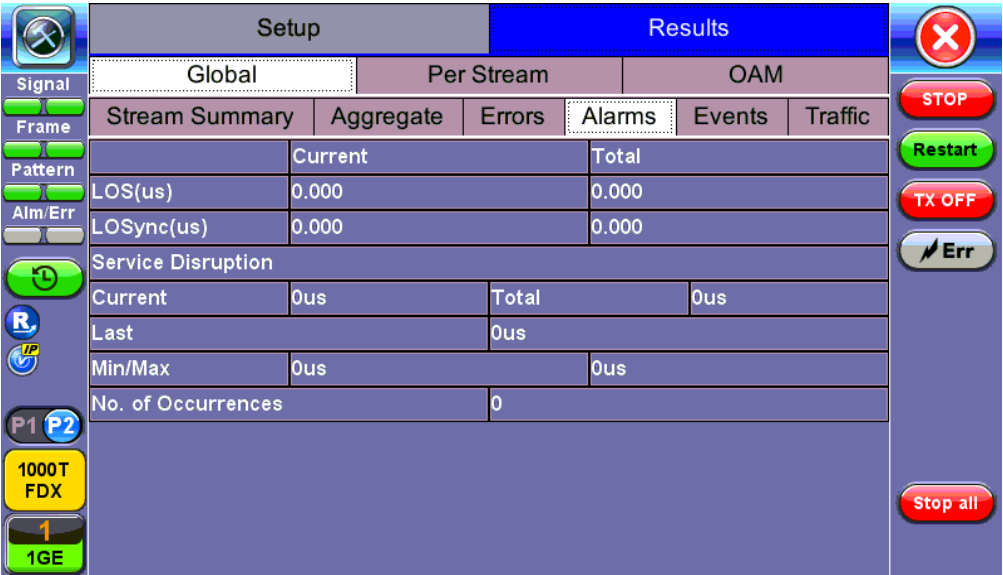 Setup Results
Global Per Stream OAM
Stream Summary Aggregate Errors Alarms Events Traffic
Current Total
LOS(us) 0.000 0.000
LOSync(us) 0.000 0.000
Service Disruption
Current 0us Total 0us
Last 0us
Min/Max 0us 0us
No. of Occurrences 0
Signal
Frame
Pattern
Alm/Err
R
IP
P1 P2
1000T
FDX
1
1GE
STOP
Restart
TX OFF
Err
Stop all